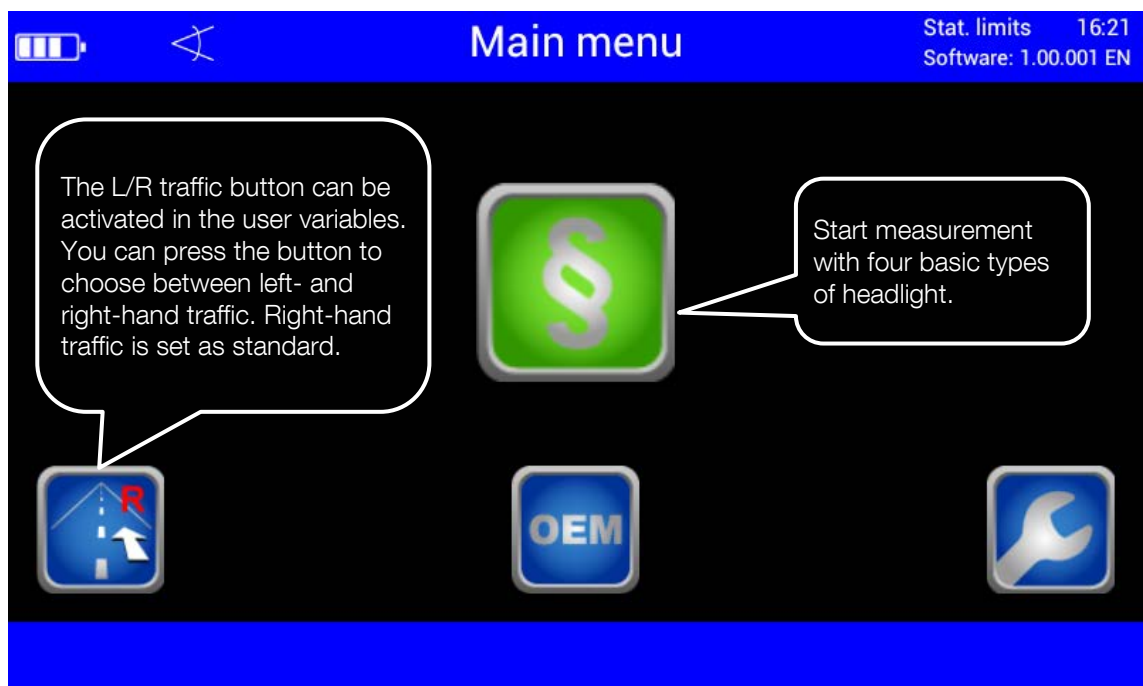 Main menu
Stat. limits 16:21
Software: 1.00.001 EN
The L/R traffic button can be
activated in the user variables.
You can press the button to
choose between left- and
right-hand traffic. Right-hand
traffic is set as standard.
§
Start measurement
with four basic types
of headlight.
R
OEM